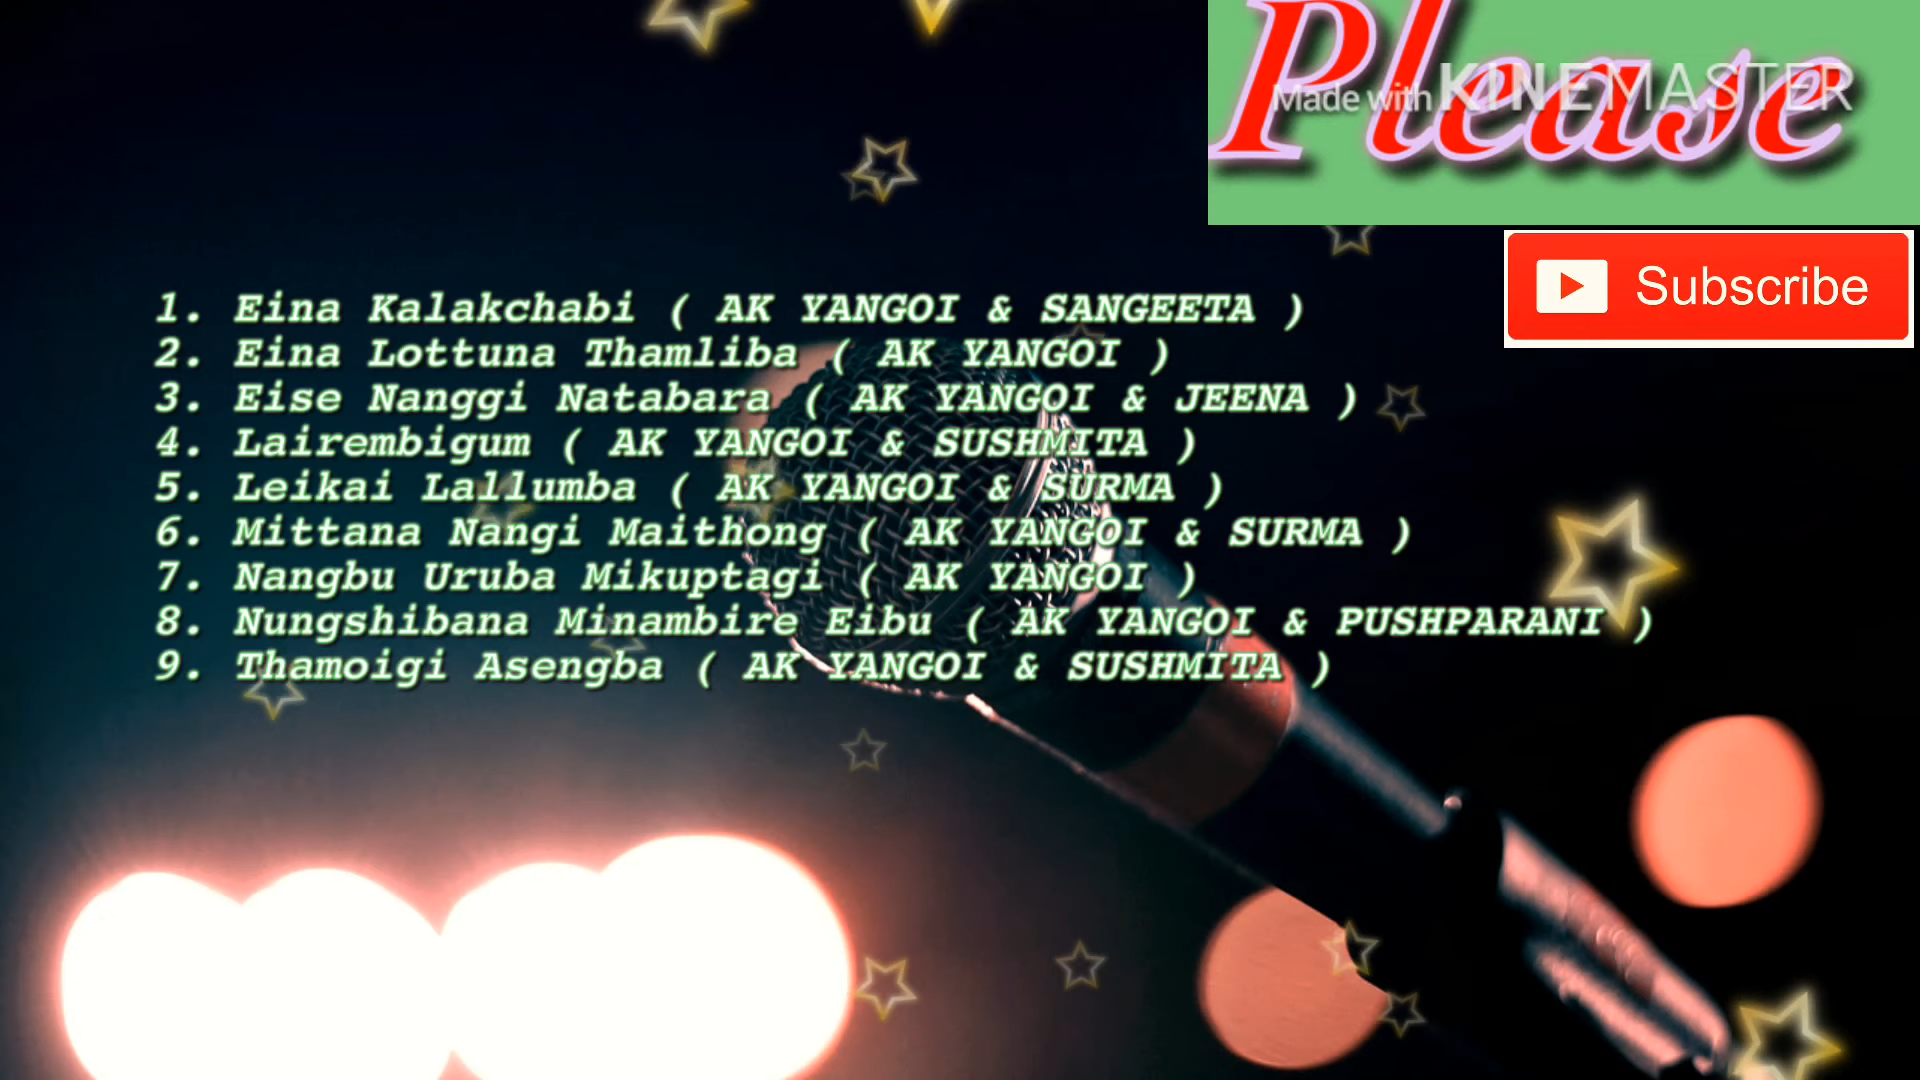 Please
Made with KINEMASTER
Subscribe
1. Eina Kalakchabi ( AK YANGOI & SANGEETA )
2. Eina Lottuna Thamliba ( AK YANGOI )
3. Eise Nanggi Natabara ( AK YANGOI & JEENA )
4. Lairembigum ( AK YANGOI & SUSHMITA )
5. Leikai Lallumba ( AK YANGOI & SURMA )
6. Mittana Nangi Maithong ( AK YANGOI & SURMA )
7. Nangbu Uruba Mikuptagi ( AK YANGOI )
8. Nungshibana Minambire Eibu ( AK YANGOI & PUSHPARANI )
9. Thamoigi Asengba ( AK YANGOI & SUSHMITA )